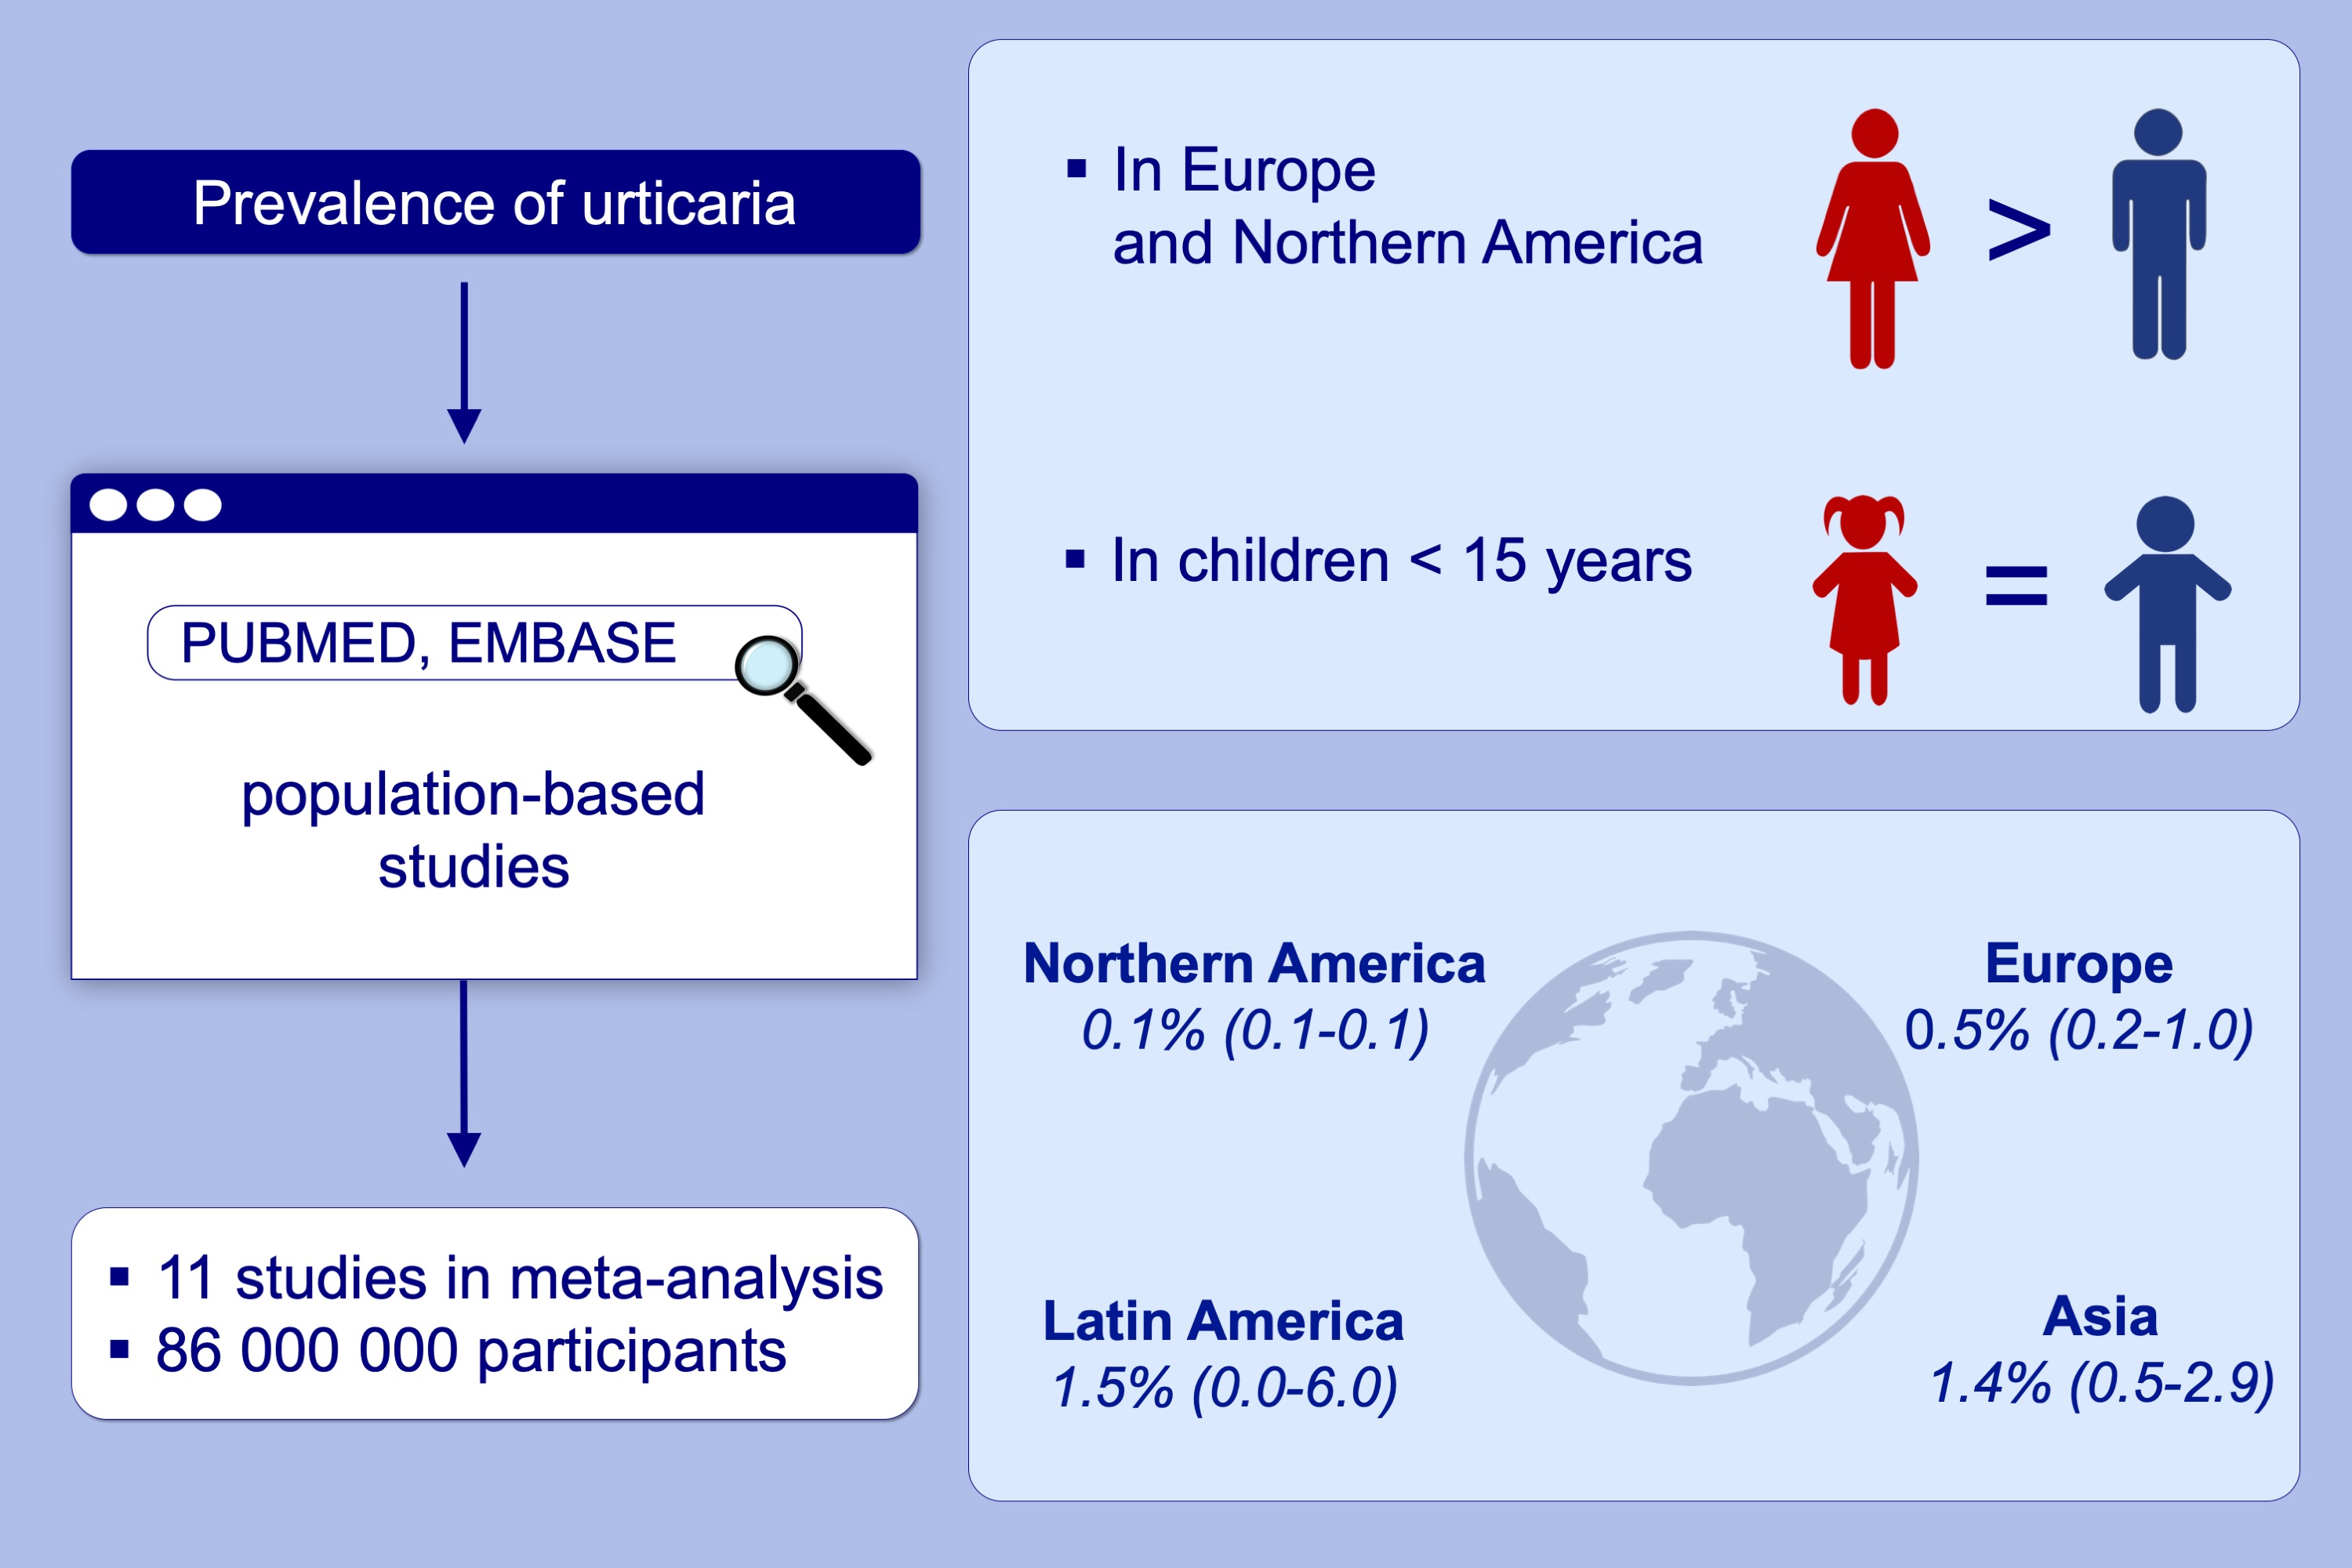 Prevalence of urticaria
PUBMED, EMBASE
population-based
studies
▪ 11 studies in meta-analysis
▪ 86 000 000 participants
▪ In Europe
and Northern America
>
▪ In children < 15 years
=
Northern America
0.1% (0.1-0.1)
Europe
0.5% (0.2-1.0)
Latin America
1.5% (0.0-6.0)
Asia
1.4% (0.5-2.9)